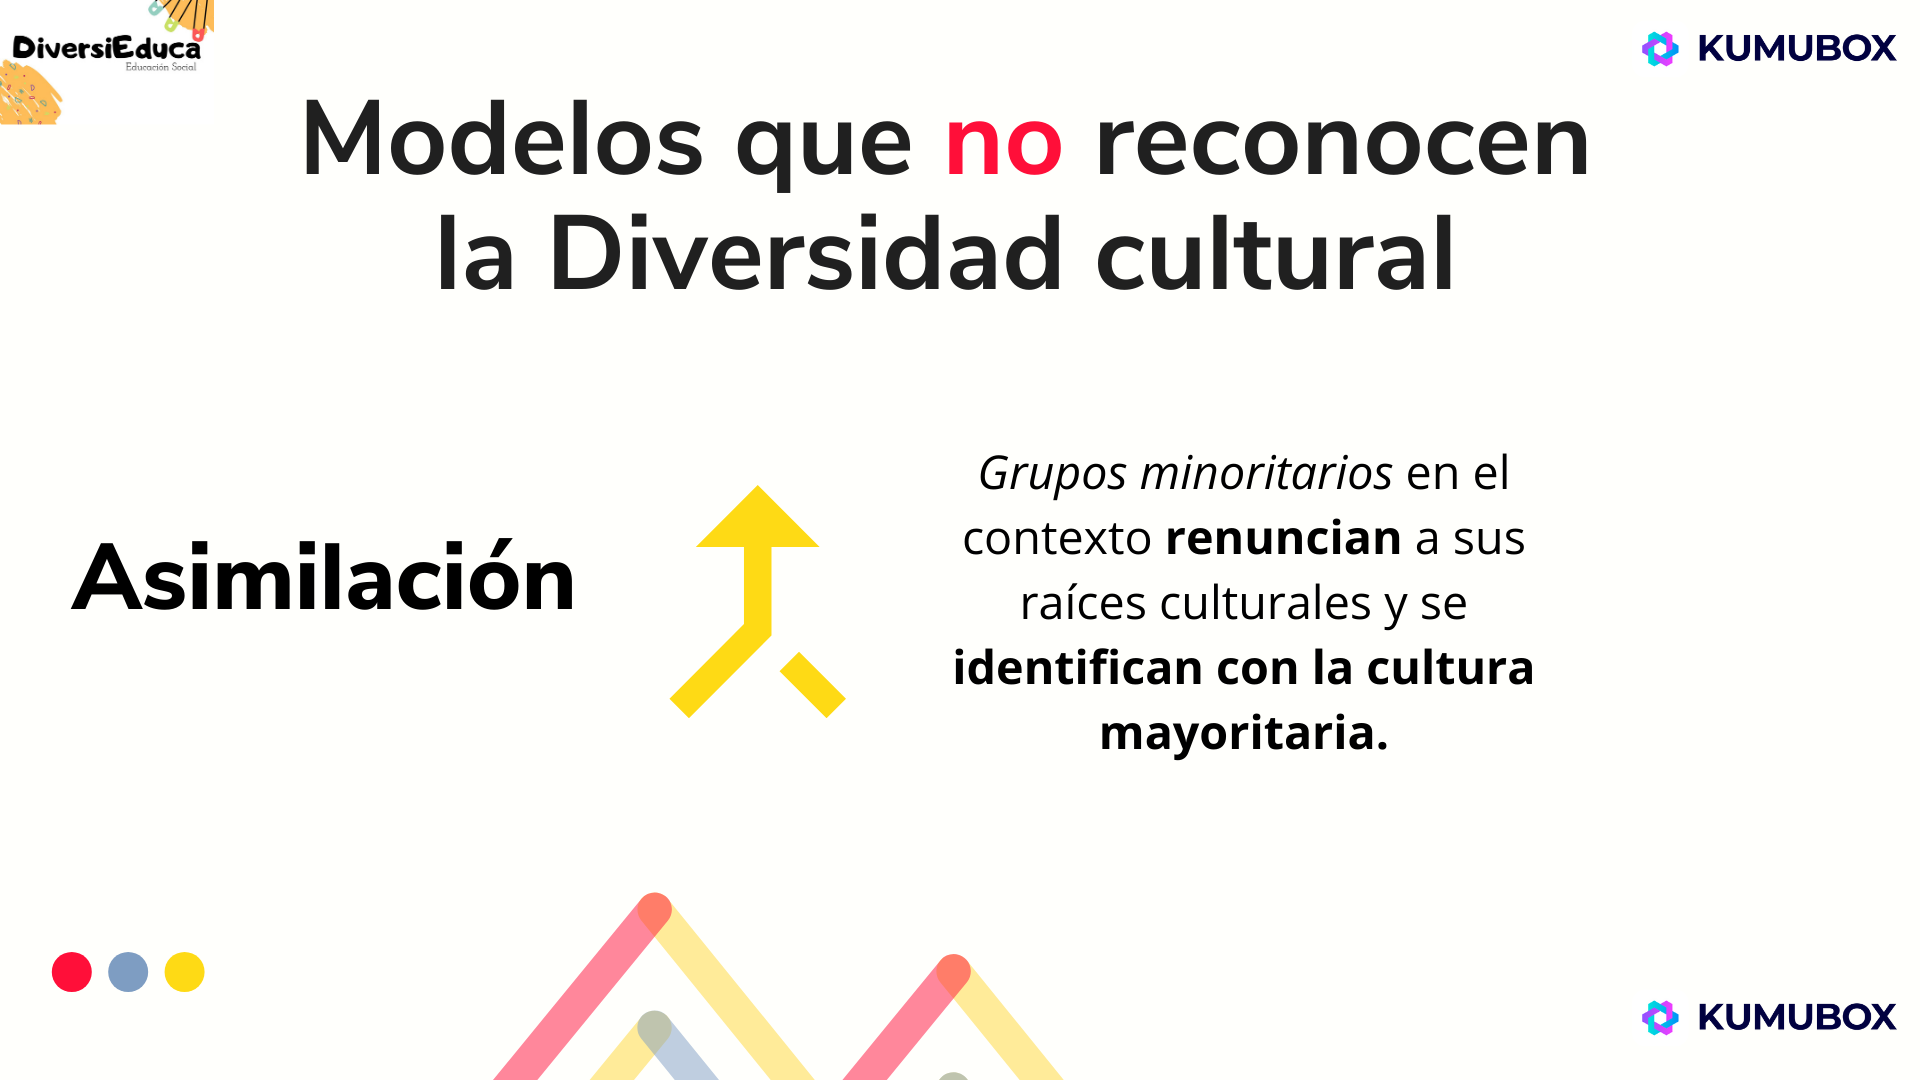 DiversiEduca
Educación Social
KUMUBOX
Modelos que no reconocen
la Diversidad cultural
Asimilación
Grupos minoritarios en el
contexto renuncian a sus
raíces culturales y se
identifican con la cultura
mayoritaria.
KUMUBOX